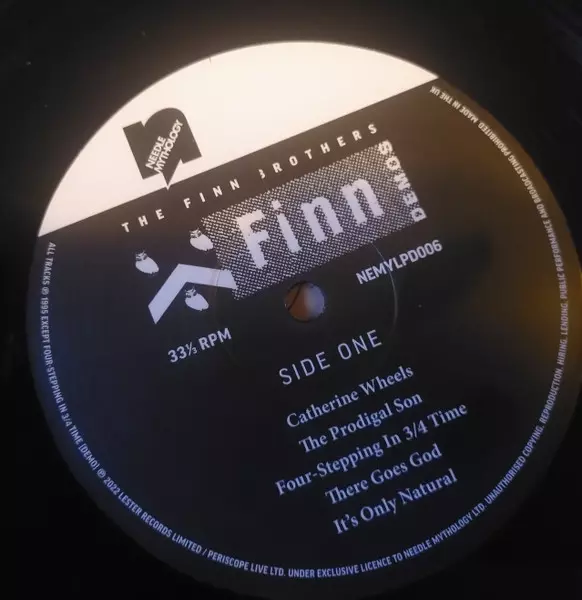 n
NEEDLE
MYTHOLOGY
THE FINN BROTHERS
Finn
DEMOS
NEMYLPD006
33⅓ RPM
SIDE ONE
Catherine Wheels
The Prodigal Son
Four-Stepping In 3/4 Time
There Goes God
It's Only Natural
ALL TRACKS ℗ 1995 EXCEPT FOUR-STEPPING IN 3/4 TIME [DEMO] ℗ 2022 LESTER RECORDS LIMITED / PERISCOPE LIVE LTD. UNDER EXCLUSIVE LICENCE TO NEEDLE MYTHOLOGY LTD. UNAUTHORISED COPYING, REPRODUCTION, HIRING, LENDING, PUBLIC PERFORMANCE AND BROADCASTING PROHIBITED. MADE IN THE UK